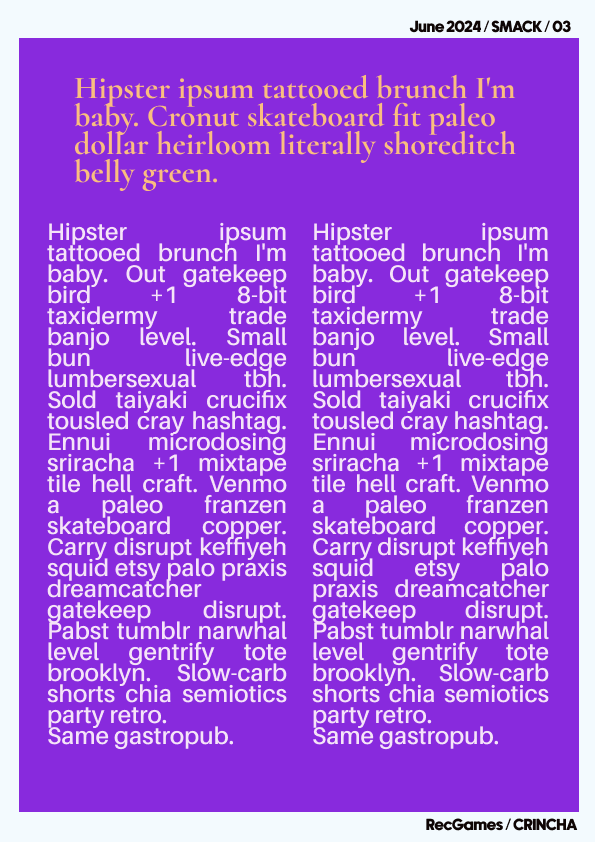 June 2024 / SMACK / 03
Hipster ipsum tattooed brunch I'm
baby. Cronut skateboard fit paleo
dollar heirloom literally shoreditch
belly green.
Hipster ipsum
tattooed brunch I'm
baby. Out gatekeep
bird +1 8-bit
taxidermy trade
banjo level. Small
bun live-edge
lumbersexual tbh.
Sold taiyaki crucifix
tousled cray hashtag.
Ennui microdosing
sriracha +1 mixtape
tile hell craft. Venmo
a paleo franzen
skateboard copper.
Carry disrupt keffiyeh
squid etsy palo praxis
dreamcatcher
gatekeep disrupt.
Pabst tumblr narwhal
level gentrify tote
brooklyn. Slow-carb
shorts chia semiotics
party retro.
Same gastropub.
Hipster ipsum
tattooed brunch I'm
baby. Out gatekeep
bird +1 8-bit
taxidermy trade
banjo level. Small
bun live-edge
lumbersexual tbh.
Sold taiyaki crucifix
tousled cray hashtag.
Ennui microdosing
sriracha +1 mixtape
tile hell craft. Venmo
a paleo franzen
skateboard copper.
Carry disrupt keffiyeh
squid etsy palo
praxis dreamcatcher
gatekeep disrupt.
Pabst tumblr narwhal
level gentrify tote
brooklyn. Slow-carb
shorts chia semiotics
party retro.
Same gastropub.
RecGames / CRINCHA